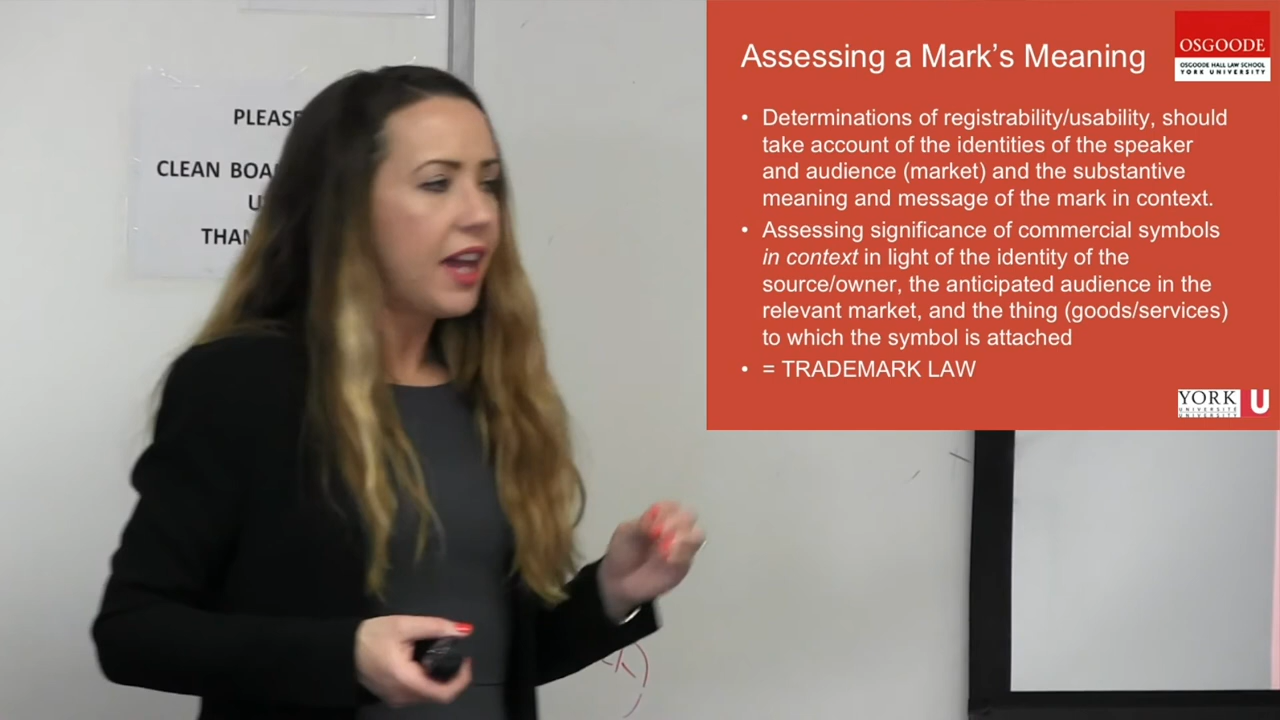 PLEASE
CLEAN BOA
U
THAN
Assessing a Mark's Meaning
OSGOODE
OSGOODE HALL LAW SCHOOL
YORK UNIVERSITY
• Determinations of registrability/usability, should
take account of the identities of the speaker
and audience (market) and the substantive
meaning and message of the mark in context.
• Assessing significance of commercial symbols
in context in light of the identity of the
source/owner, the anticipated audience in the
relevant market, and the thing (goods/services)
to which the symbol is attached
• = TRADEMARK LAW
YORK
UNIVERSITÉ
UNIVERSITY
U